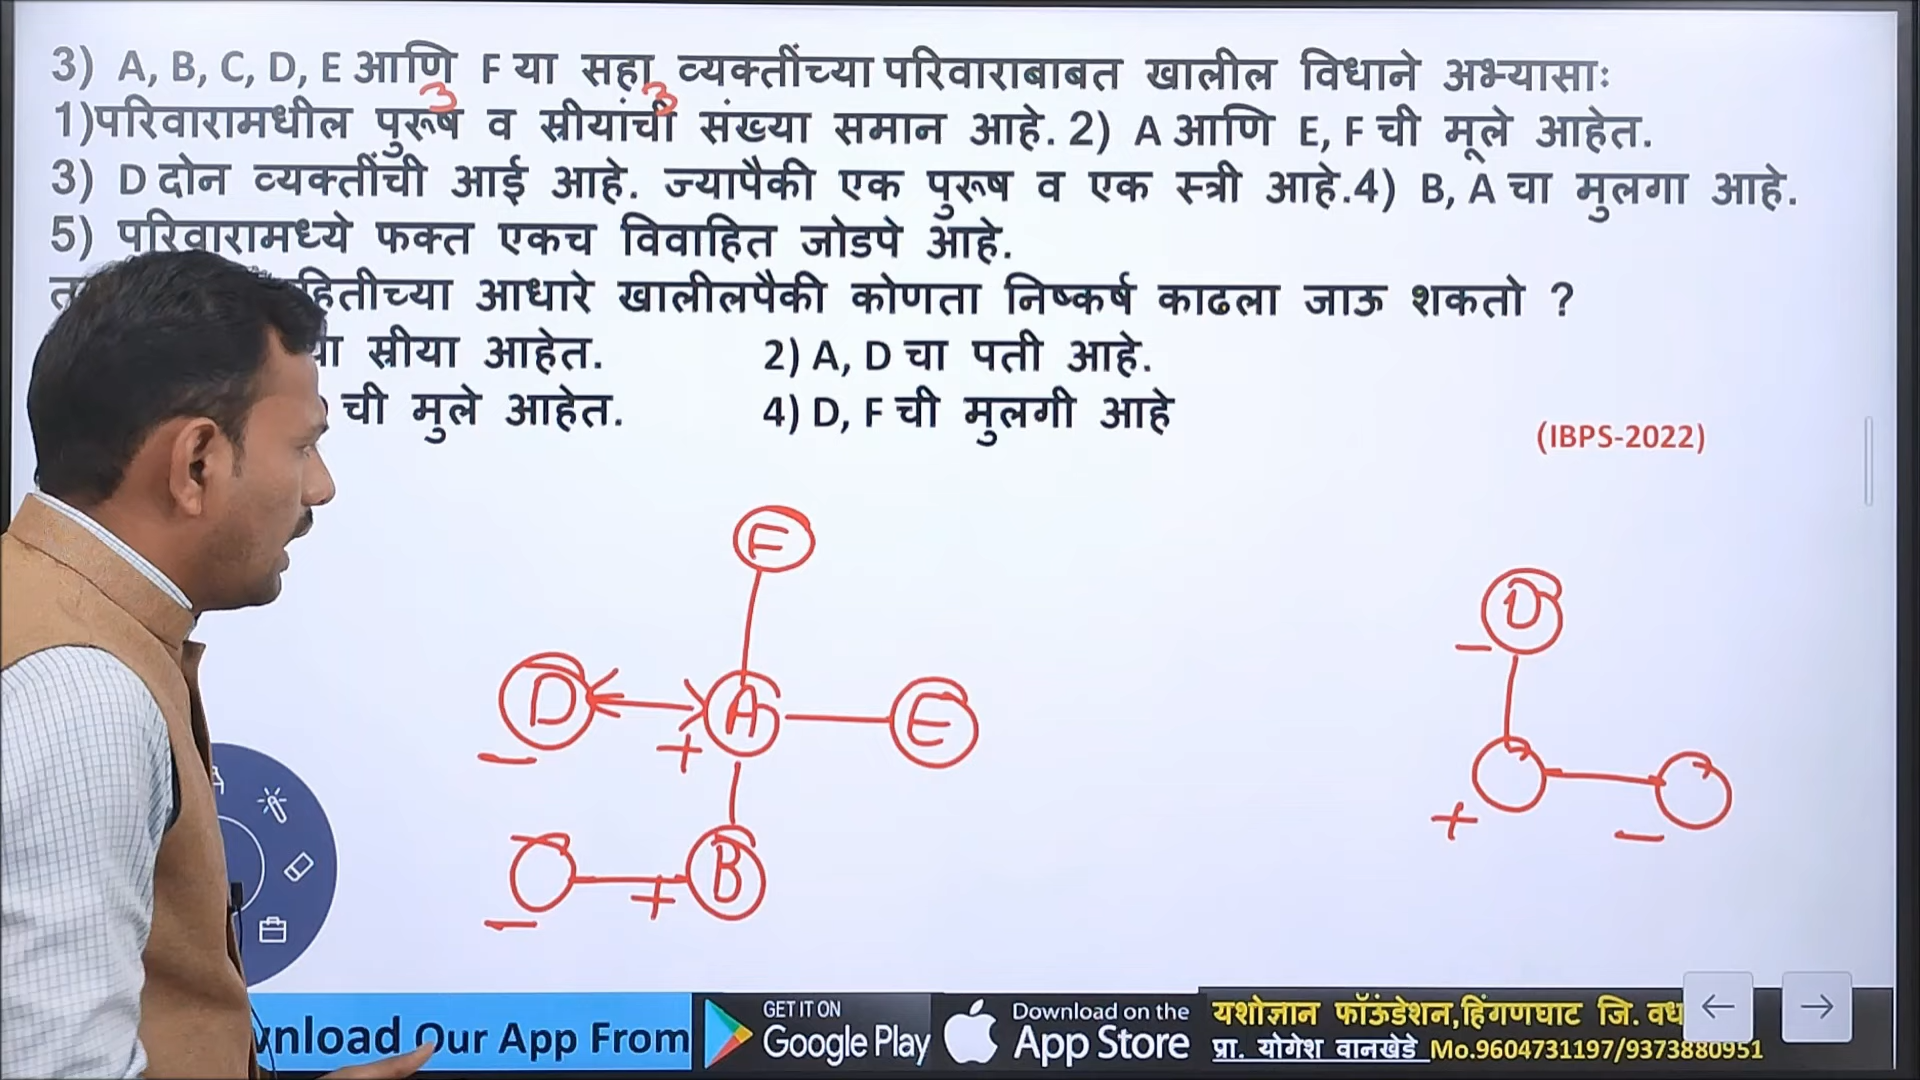 3) A, B, C, D, E आणि F या सहा व्यक्तींच्या परिवाराबाबत खालील विधाने अभ्यासाः
3 3
1)परिवारामधील पुरूष व स्रीयांची संख्या समान आहे. 2) A आणि E, F ची मूले आहेत.
3) D दोन व्यक्तींची आई आहे. ज्यापैकी एक पुरूष व एक स्त्री आहे.4) B, A चा मुलगा आहे.
5) परिवारामध्ये फक्त एकच विवाहित जोडपे आहे.
आधारे खालीलपैकी कोणता निष्कर्ष काढला जाऊ शकतो ?
स्रीया आहेत. 2) A, D चा पती आहे.
ची मुले आहेत. 4) D, F ची मुलगी आहे
(IBPS-2022)
F
D
D A E
- +
+ -
B
- +
Our App From
GET IT ON
Google Play
Download on the
App Store
यशोज्ञान फॉऊंडेशन,हिंगणघाट जि.
प्रा. योगेश वानखेडे Mo.9604731197/9373880951